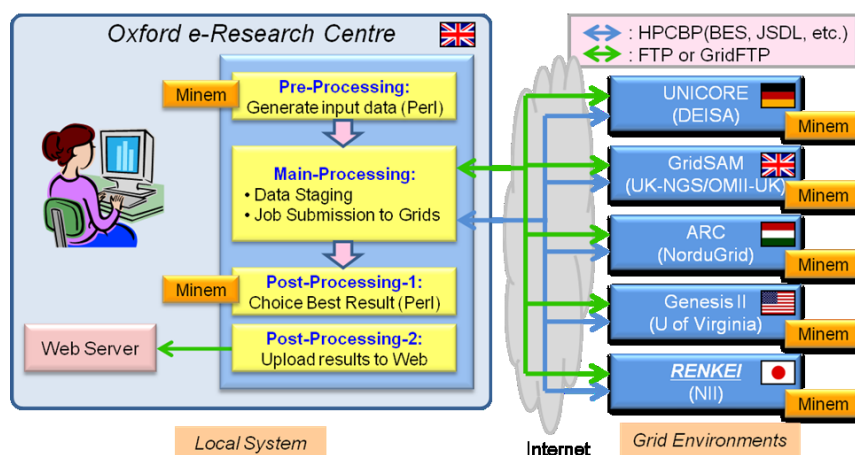 Oxford e-Research Centre
: HPCBP(BES, JSDL, etc.)
: FTP or GridFTP
Minem
Pre-Processing:
Generate input data (Perl)
Main-Processing:
• Data Staging
• Job Submission to Grids
Minem
Post-Processing-1:
Choice Best Result (Perl)
Post-Processing-2:
Upload results to Web
Web Server
UNICORE
(DEISA)
Minem
GridSAM
(UK-NGS/OMII-UK)
Minem
ARC
(NorduGrid)
Minem
Genesis II
(U of Virginia)
Minem
RENKEI
(NII)
Minem
Local System
Internet
Grid Environments